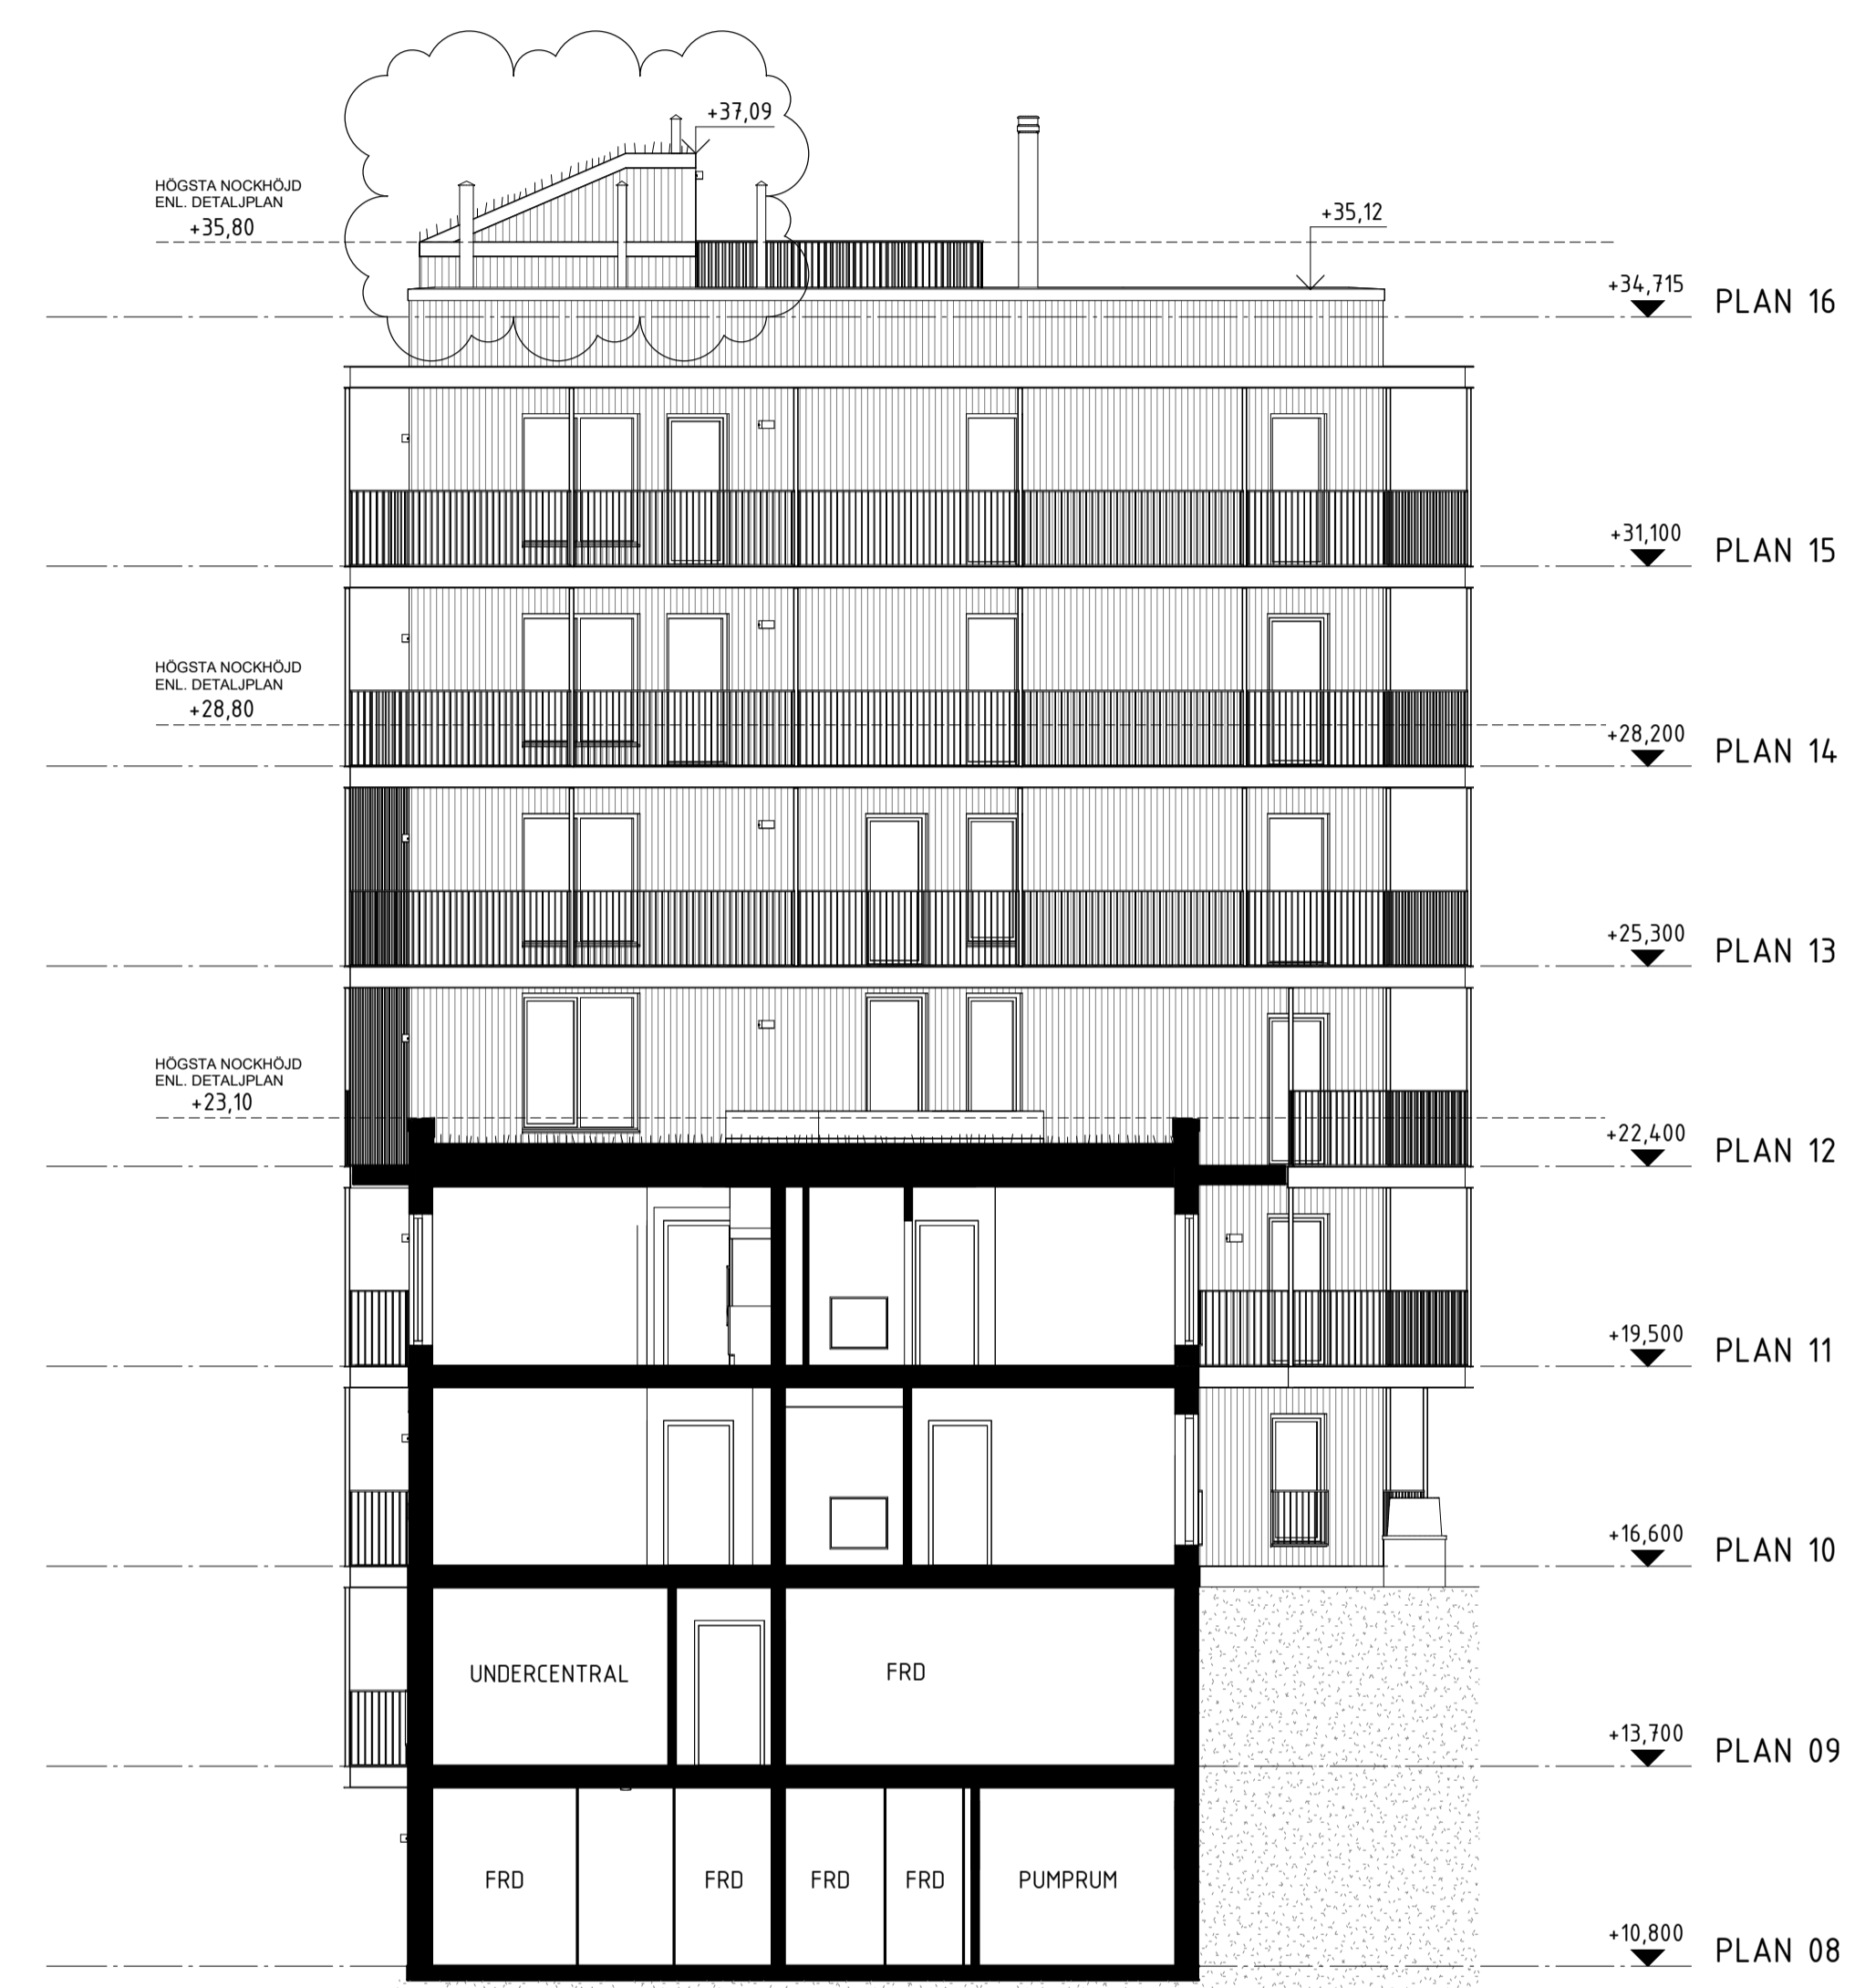 +37,09
HÖGSTA NOCKHÖJD
ENL. DETALJPLAN
+35,80
+35,12
+34,715 PLAN 16
+31,100 PLAN 15
HÖGSTA NOCKHÖJD
ENL. DETALJPLAN
+28,80
+28,200 PLAN 14
+25,300 PLAN 13
HÖGSTA NOCKHÖJD
ENL. DETALJPLAN
+23,10
+22,400 PLAN 12
+19,500 PLAN 11
+16,600 PLAN 10
UNDERCENTRAL FRD
+13,700 PLAN 09
FRD FRD FRD FRD PUMPRUM
+10,800 PLAN 08